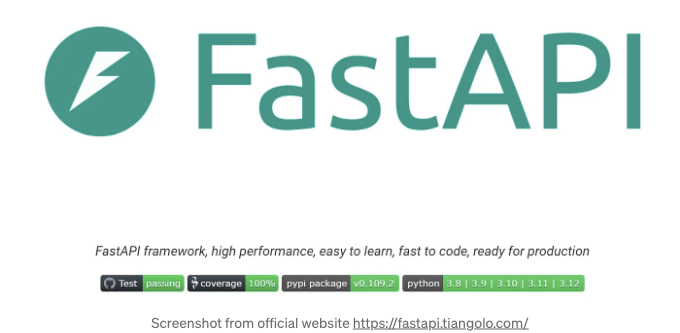 FastAPI
FastAPI framework, high performance, easy to learn, fast to code, ready for production
Test passing coverage 100% pypi package v0.109.2 python 3.8 | 3.9 | 3.10 | 3.11 | 3.12
Screenshot from official website https://fastapi.tiangolo.com/